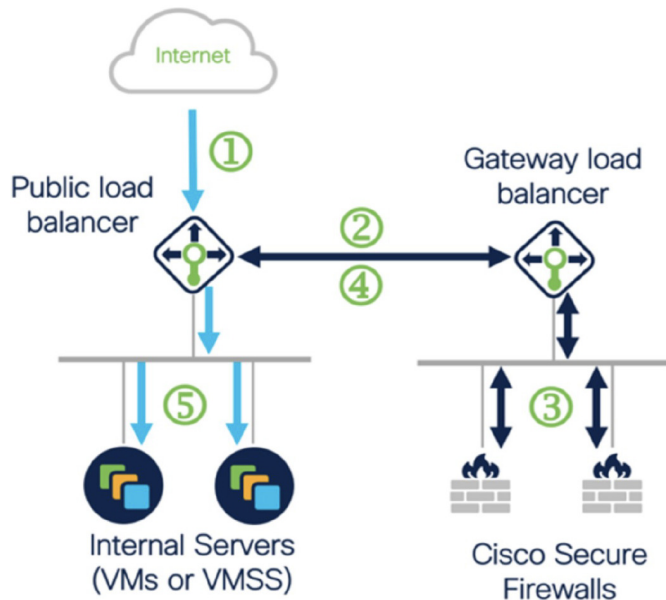 Internet
①
Public load
balancer
Gateway load
balancer
②
④
⑤
③
Internal Servers
(VMs or VMSS)
Cisco Secure
Firewalls